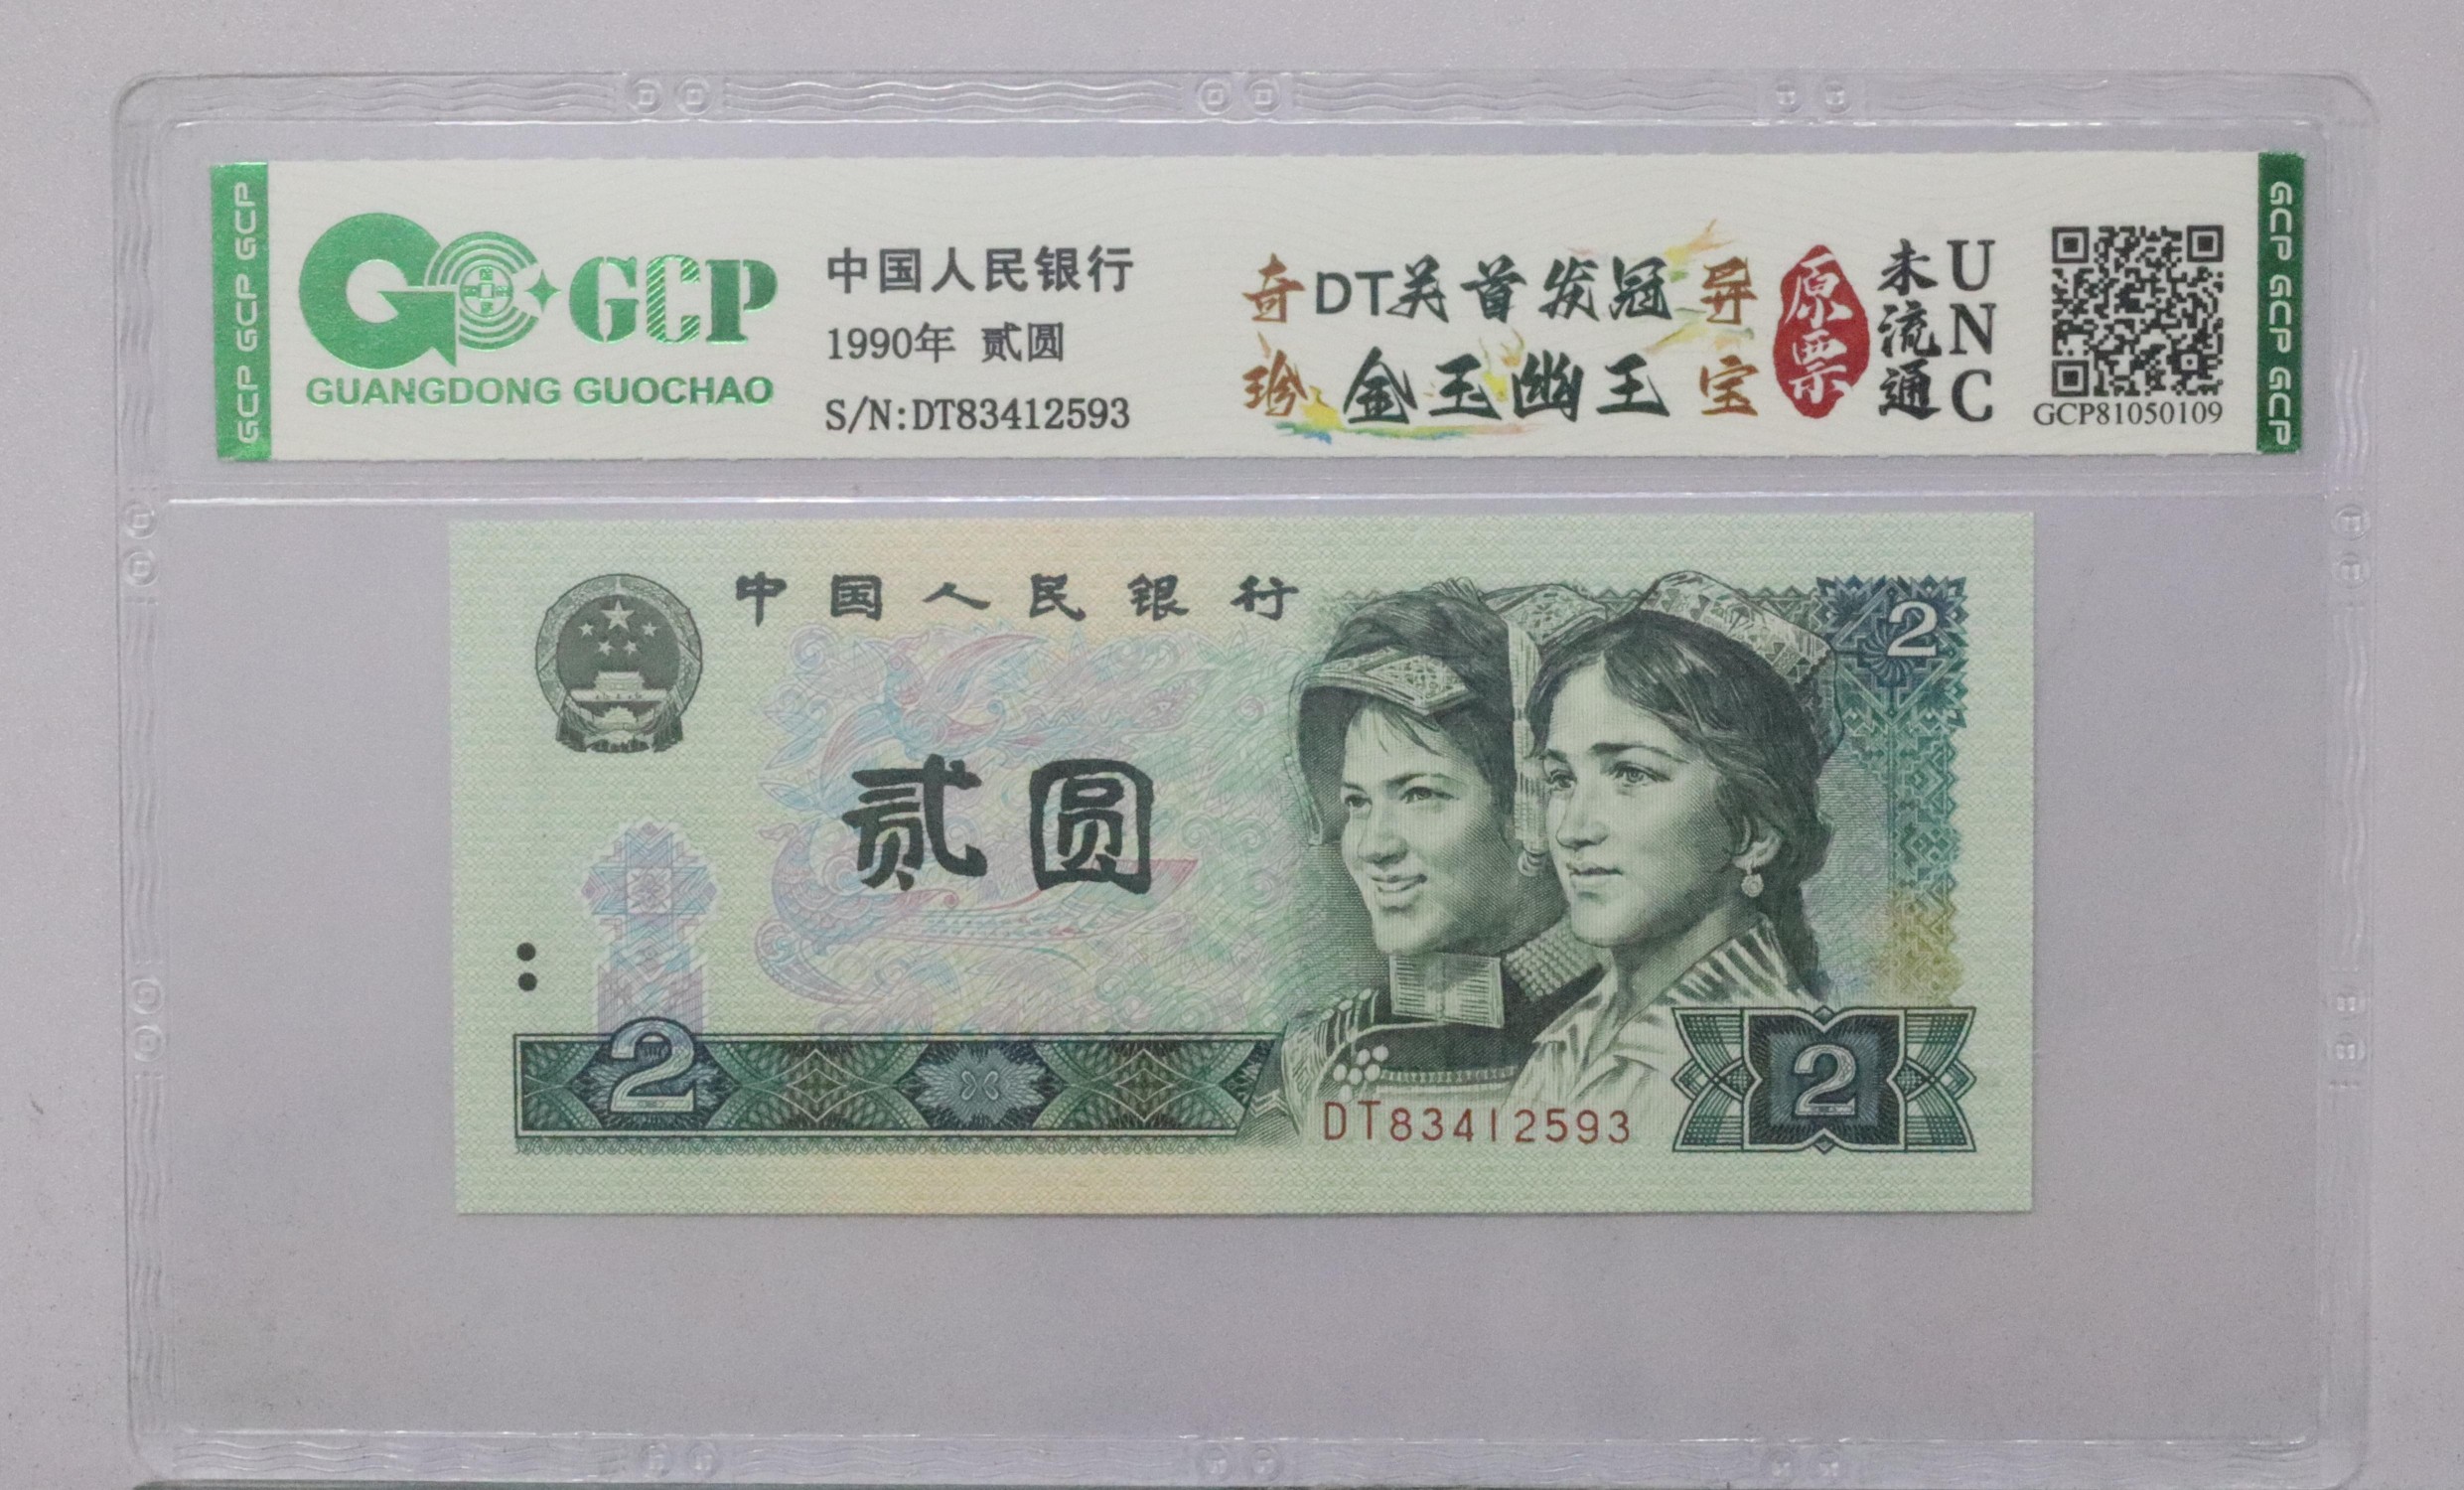 GCP GCP GCP
GCP
GUANGDONG GUOCHAO
中国人民银行
1990年 贰圆
S/N:DT83412593
奇珍
DT关首发冠
金玉幽王
异宝
原票
未流通
UNC
GCP81050109
GCP GCP GCP
中国人民银行
2
贰圆
2
2
DT83412593